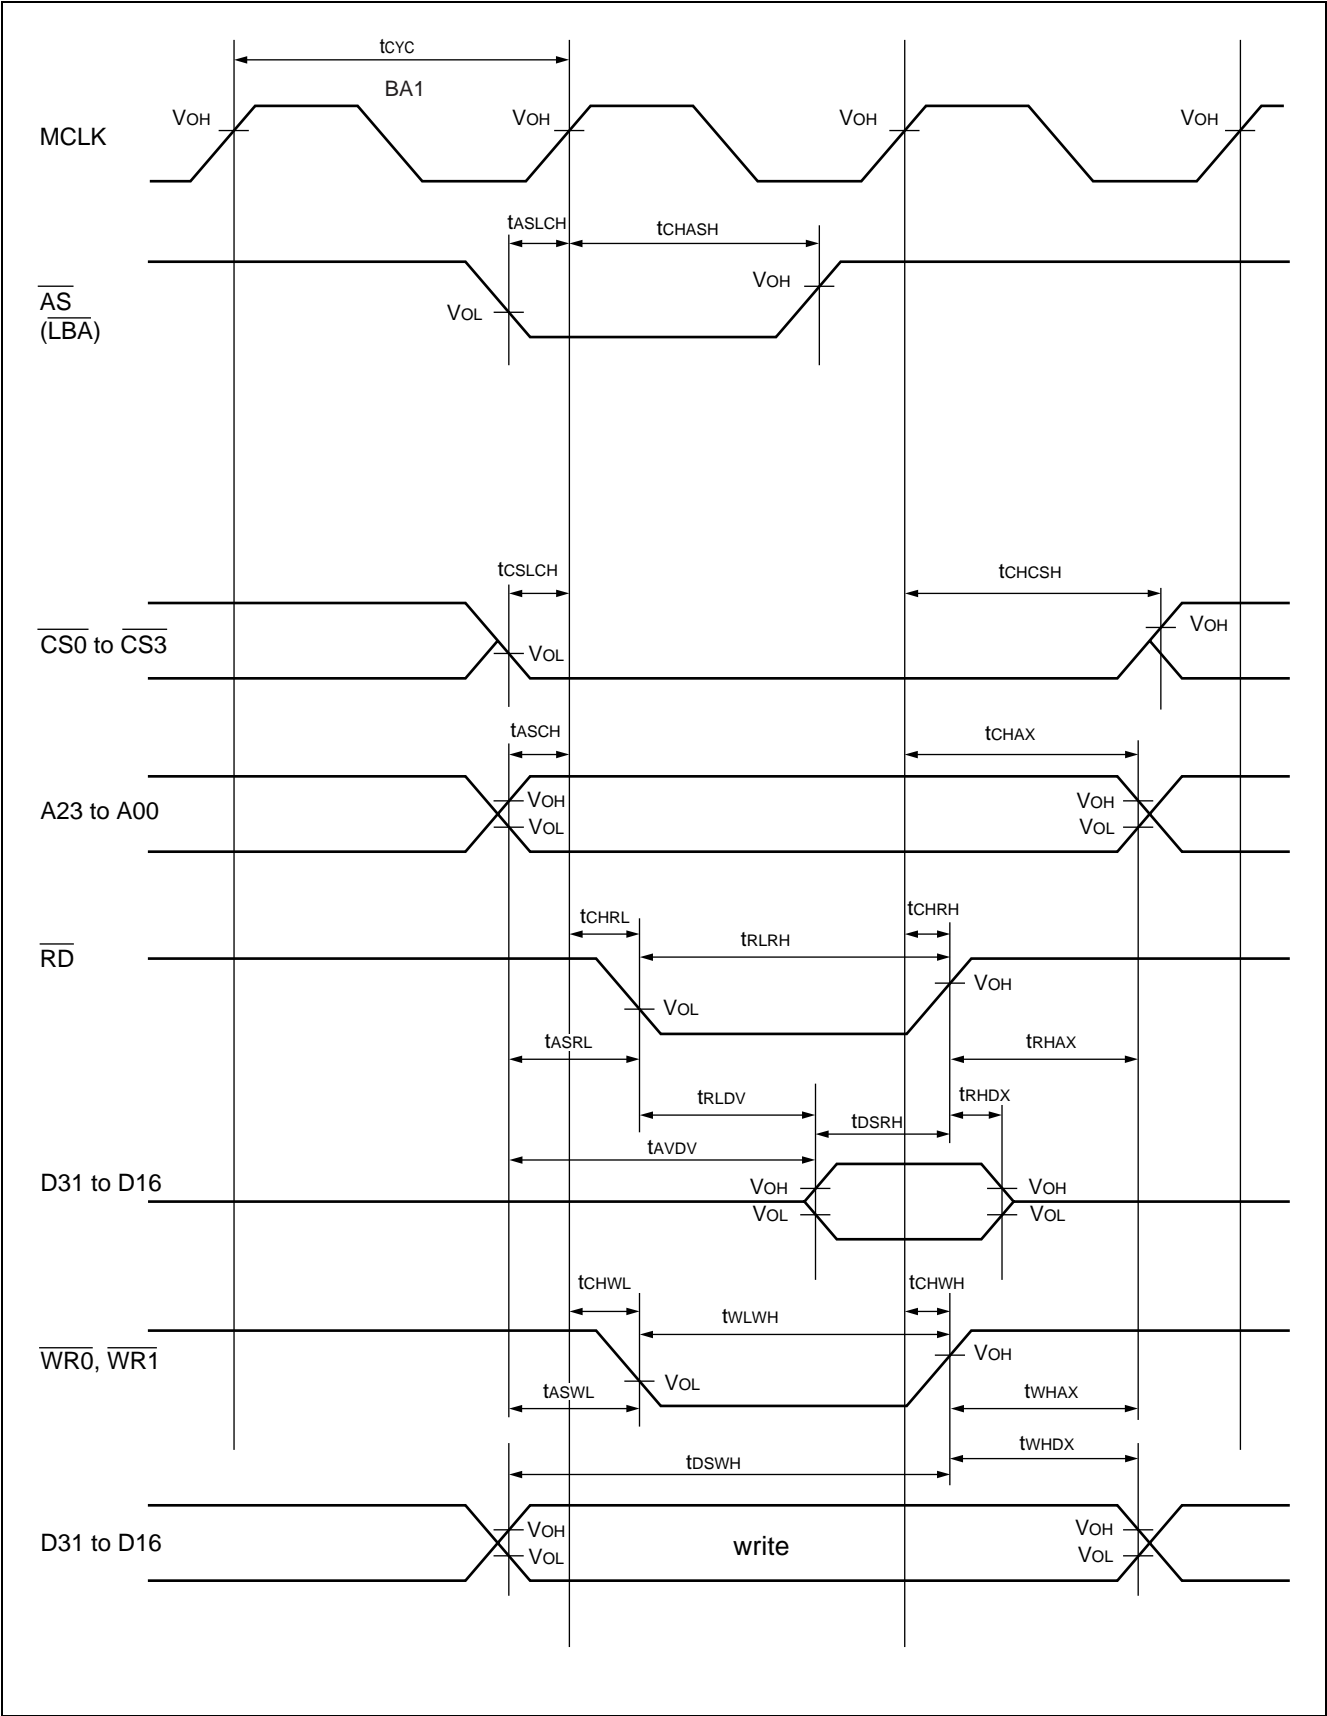 tCYC
BA1
VOH VOH VOH VOH
MCLK
tASLCH tCHASH
VOH
AS
VOL
(LBA)
tCSLCH tCHCSH
VOH
CS0 to CS3
VOL
tASCH tCHAX
VOH VOH
A23 to A00
VOL VOL
tCHRL tCHRH
tRLRH
RD
VOH
VOL
tASRL tRHAX
tRLDV tRHDX
tDSRH
tAVDV
D31 to D16
VOH VOH
VOL VOL
tCHWL tCHWH
tWLWH
VOH
WR0, WR1
VOL
tASWL tWHAX
tWHDX
tDSWH
VOH VOH
D31 to D16 write
VOL VOL